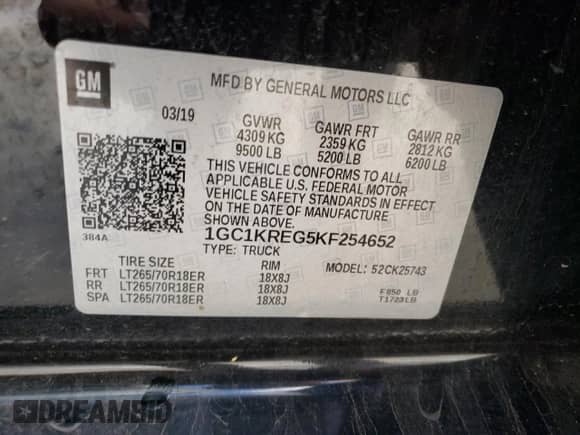 GM
MFD BY GENERAL MOTORS LLC
03/19
GVWR GAWR FRT GAWR RR
4309 KG 2359 KG 2812 KG
9500 LB 5200 LB 6200 LB
THIS VEHICLE CONFORMS TO ALL
APPLICABLE U.S. FEDERAL MOTOR
VEHICLE SAFETY STANDARDS IN EFFECT
ON THE DATE OF MANUFACTURE
SHOWN ABOVE.
384A
1GC1KREG5KF254652
TYPE: TRUCK
MODEL: 52CK25743
TIRE SIZE RIM
FRT LT265/70R18ER 18X8J
RR LT265/70R18ER 18X8J
SPA LT265/70R18ER 18X8J
F850 LB
T1723LB
DREAMBID